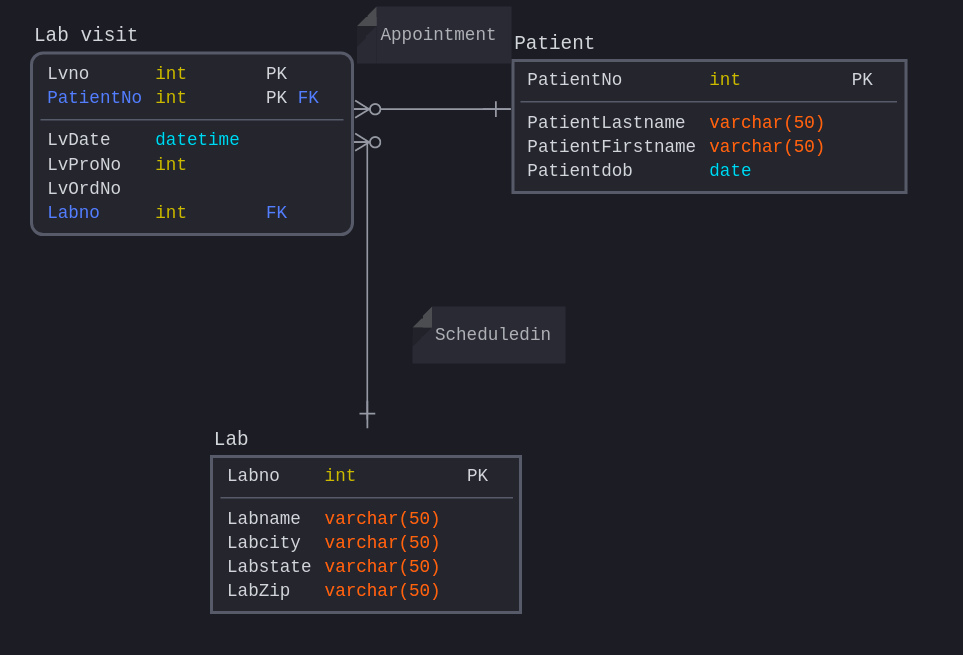 Lab visit
Lvno int PK
PatientNo int PK FK
LvDate datetime
LvProNo int
LvOrdNo
Labno int FK
Appointment
Patient
PatientNo int PK
PatientLastname varchar(50)
PatientFirstname varchar(50)
Patientdob date
Scheduledin
Lab
Labno int PK
Labname varchar(50)
Labcity varchar(50)
Labstate varchar(50)
LabZip varchar(50)